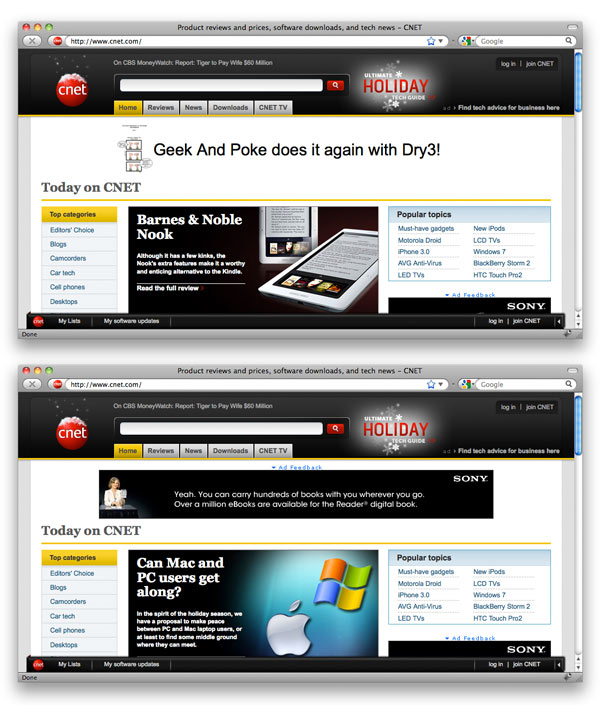 Product reviews and prices, software downloads, and tech news – CNET
http://www.cnet.com/
Google
On CBS MoneyWatch: Report: Tiger to Pay Wife $60 Million
log in | join CNET
cnet
ULTIMATE
HOLIDAY
TECH GUIDE
Home
Reviews
News
Downloads
CNET TV
ad › Find tech advice for business here
Geek And Poke does it again with Dry3!
Today on CNET
Top categories
Editors' Choice
Blogs
Camcorders
Car tech
Cell phones
Desktops
Barnes & Noble
Nook
Although it has a few kinks, the
Nook's extra features make it a worthy
and enticing alternative to the Kindle.
Read the full review ›
Popular topics
Must-have gadgets
New iPods
Motorola Droid
LCD TVs
iPhone 3.0
Windows 7
AVG Anti-Virus
BlackBerry Storm 2
LED TVs
HTC Touch Pro2
Ad Feedback
SONY
cnet
My Lists
My software updates
log in | join CNET
Done
Product reviews and prices, software downloads, and tech news – CNET
http://www.cnet.com/
Google
On CBS MoneyWatch: Report: Tiger to Pay Wife $60 Million
log in | join CNET
cnet
ULTIMATE
HOLIDAY
TECH GUIDE
Home
Reviews
News
Downloads
CNET TV
ad › Find tech advice for business here
Ad Feedback
SONY
Yeah. You can carry hundreds of books with you wherever you go.
Over a million eBooks are available for the Reader® digital book.
Today on CNET
Top categories
Editors' Choice
Blogs
Camcorders
Car tech
Cell phones
Desktops
Can Mac and
PC users get
along?
In the spirit of the holiday season, we
have a proposal to make peace
between PC and Mac laptop users, or
at least to find some middle ground
where they can meet.
Popular topics
Must-have gadgets
New iPods
Motorola Droid
LCD TVs
iPhone 3.0
Windows 7
AVG Anti-Virus
BlackBerry Storm 2
LED TVs
HTC Touch Pro2
Ad Feedback
SONY
cnet
My Lists
My software updates
log in | join CNET
Done